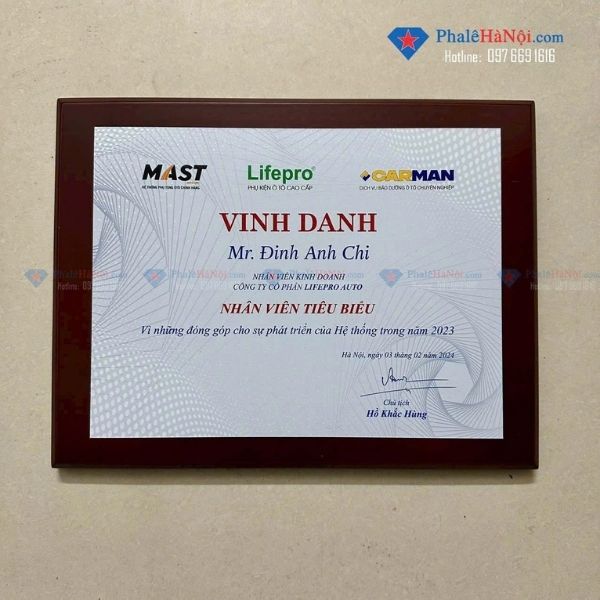 PhalêHàNội.com
Hotline: 097 669 1616
MAST
HỆ THỐNG PHỤ TÙNG ÔTÔ CHÍNH HÃNG
Lifepro®
PHỤ KIỆN Ô TÔ CAO CẤP
CARMAN
DỊCH VỤ BẢO DƯỠNG Ô TÔ CHUYÊN NGHIỆP
VINH DANH
Mr. Đinh Anh Chi
NHÂN VIÊN KINH DOANH
CÔNG TY CỔ PHẦN LIFEPRO AUTO
NHÂN VIÊN TIÊU BIỂU
Vì những đóng góp cho sự phát triển của Hệ thống trong năm 2023
Hà Nội, ngày 03 tháng 02 năm 2024
Chủ tịch
Hồ Khắc Hùng